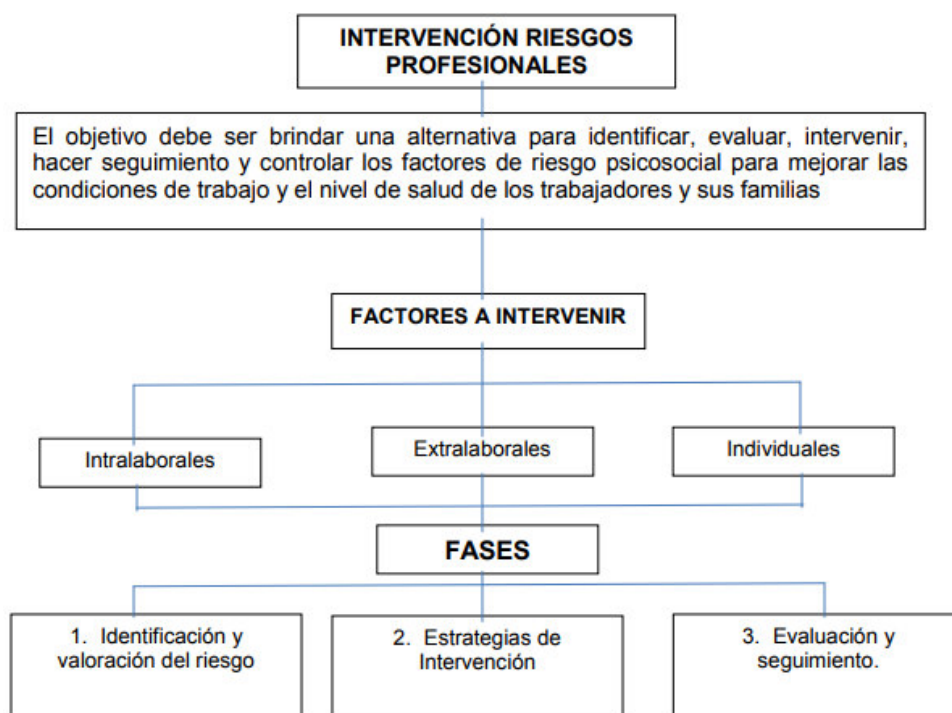 INTERVENCIÓN RIESGOS
PROFESIONALES
El objetivo debe ser brindar una alternativa para identificar, evaluar, intervenir,
hacer seguimiento y controlar los factores de riesgo psicosocial para mejorar las
condiciones de trabajo y el nivel de salud de los trabajadores y sus familias
FACTORES A INTERVENIR
Intralaborales
Extralaborales
Individuales
FASES
1. Identificación y
valoración del riesgo
2. Estrategias de
Intervención
3. Evaluación y
seguimiento.